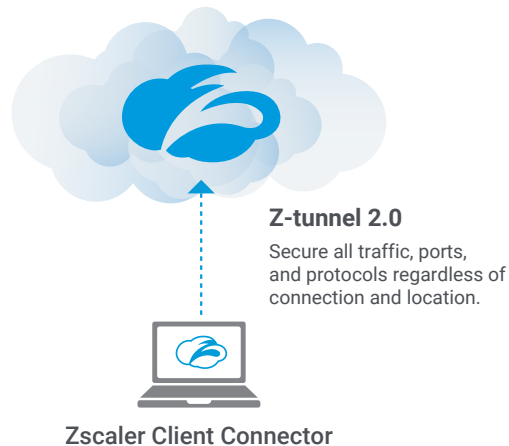 Z-tunnel 2.0
Secure all traffic, ports,
and protocols regardless of
connection and location.
Zscaler Client Connector